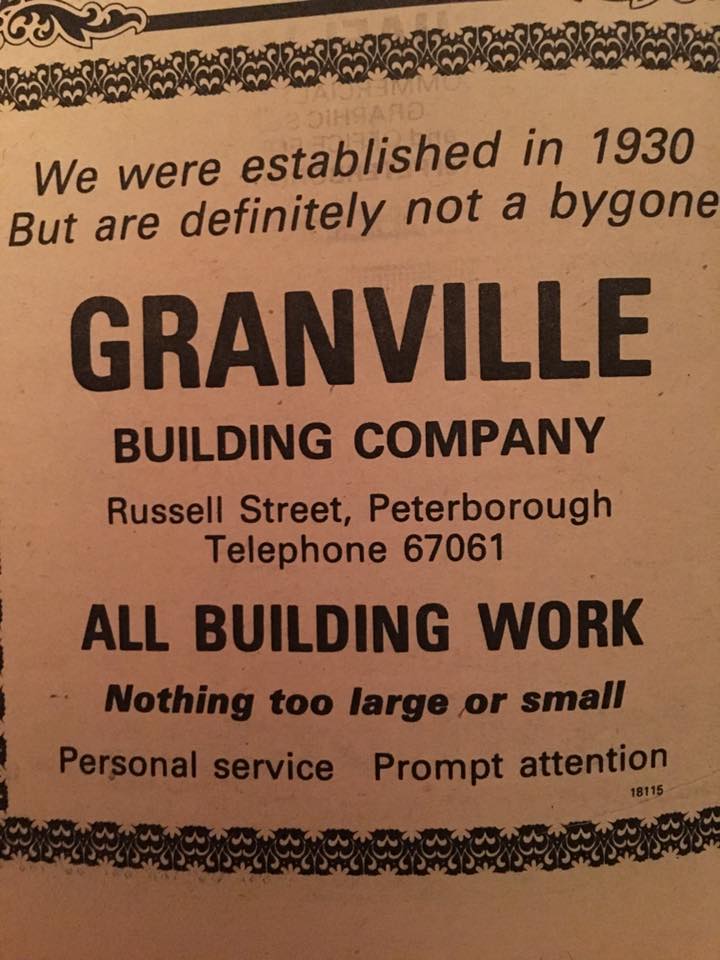 We were established in 1930
But are definitely not a bygone
GRANVILLE
BUILDING COMPANY
Russell Street, Peterborough
Telephone 67061
ALL BUILDING WORK
Nothing too large or small
Personal service Prompt attention
18115